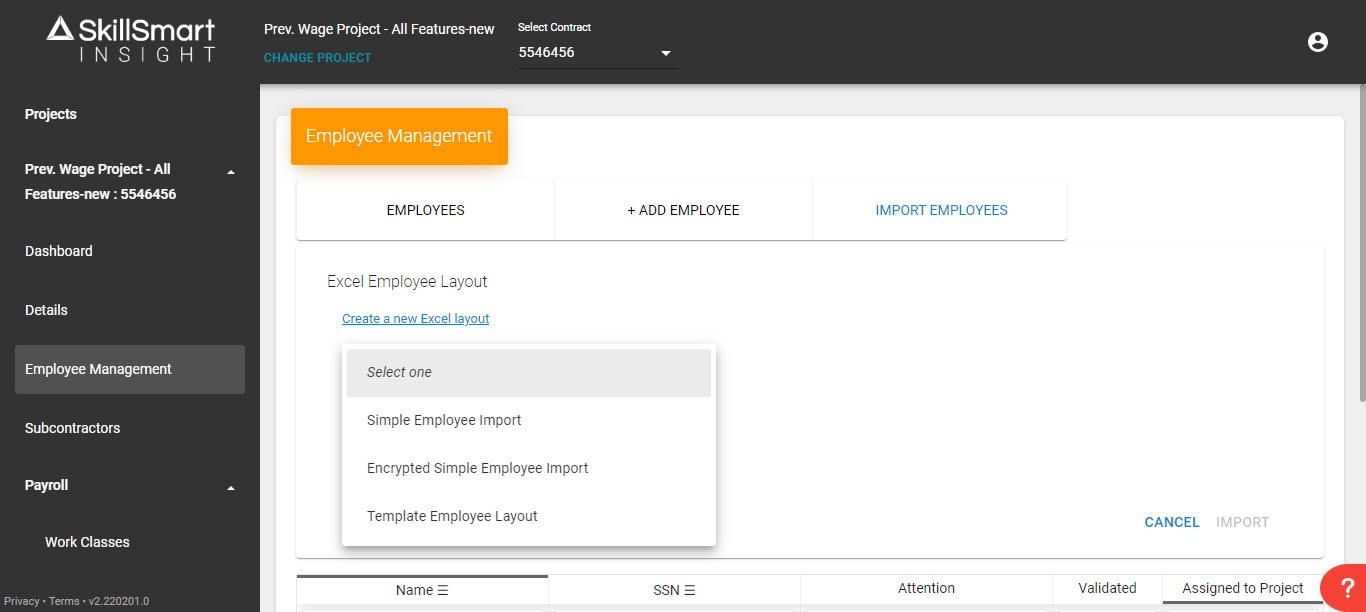 SkillSmart
INSIGHT
Prev. Wage Project - All Features-new
CHANGE PROJECT
Select Contract
5546456
Projects
Prev. Wage Project - All
Features-new : 5546456
Dashboard
Details
Employee Management
Subcontractors
Payroll
Work Classes
Privacy • Terms • v2.220201.0
Employee Management
EMPLOYEES
+ ADD EMPLOYEE
IMPORT EMPLOYEES
Excel Employee Layout
Create a new Excel layout
Select one
Simple Employee Import
Encrypted Simple Employee Import
Template Employee Layout
CANCEL
IMPORT
Name
SSN
Attention
Validated
Assigned to Project
?